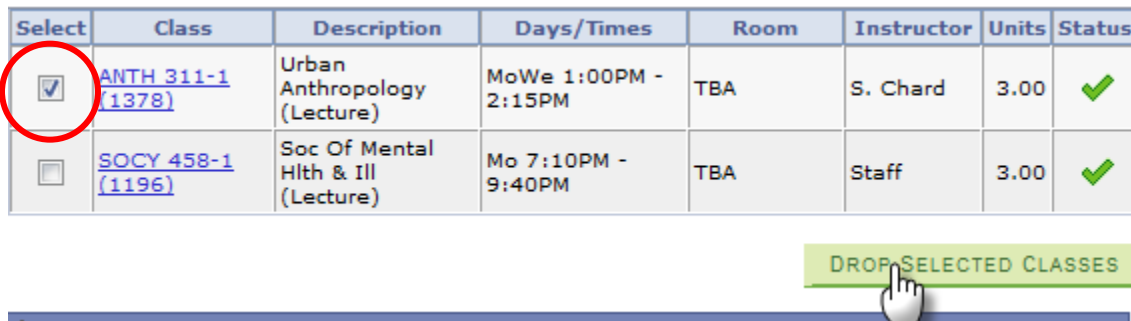 Select Class Description Days/Times Room Instructor Units Status
ANTH 311-1 (1378) Urban Anthropology (Lecture) MoWe 1:00PM - 2:15PM TBA S. Chard 3.00
SOCY 458-1 (1196) Soc Of Mental Hlth & Ill (Lecture) Mo 7:10PM - 9:40PM TBA Staff 3.00
DROP SELECTED CLASSES